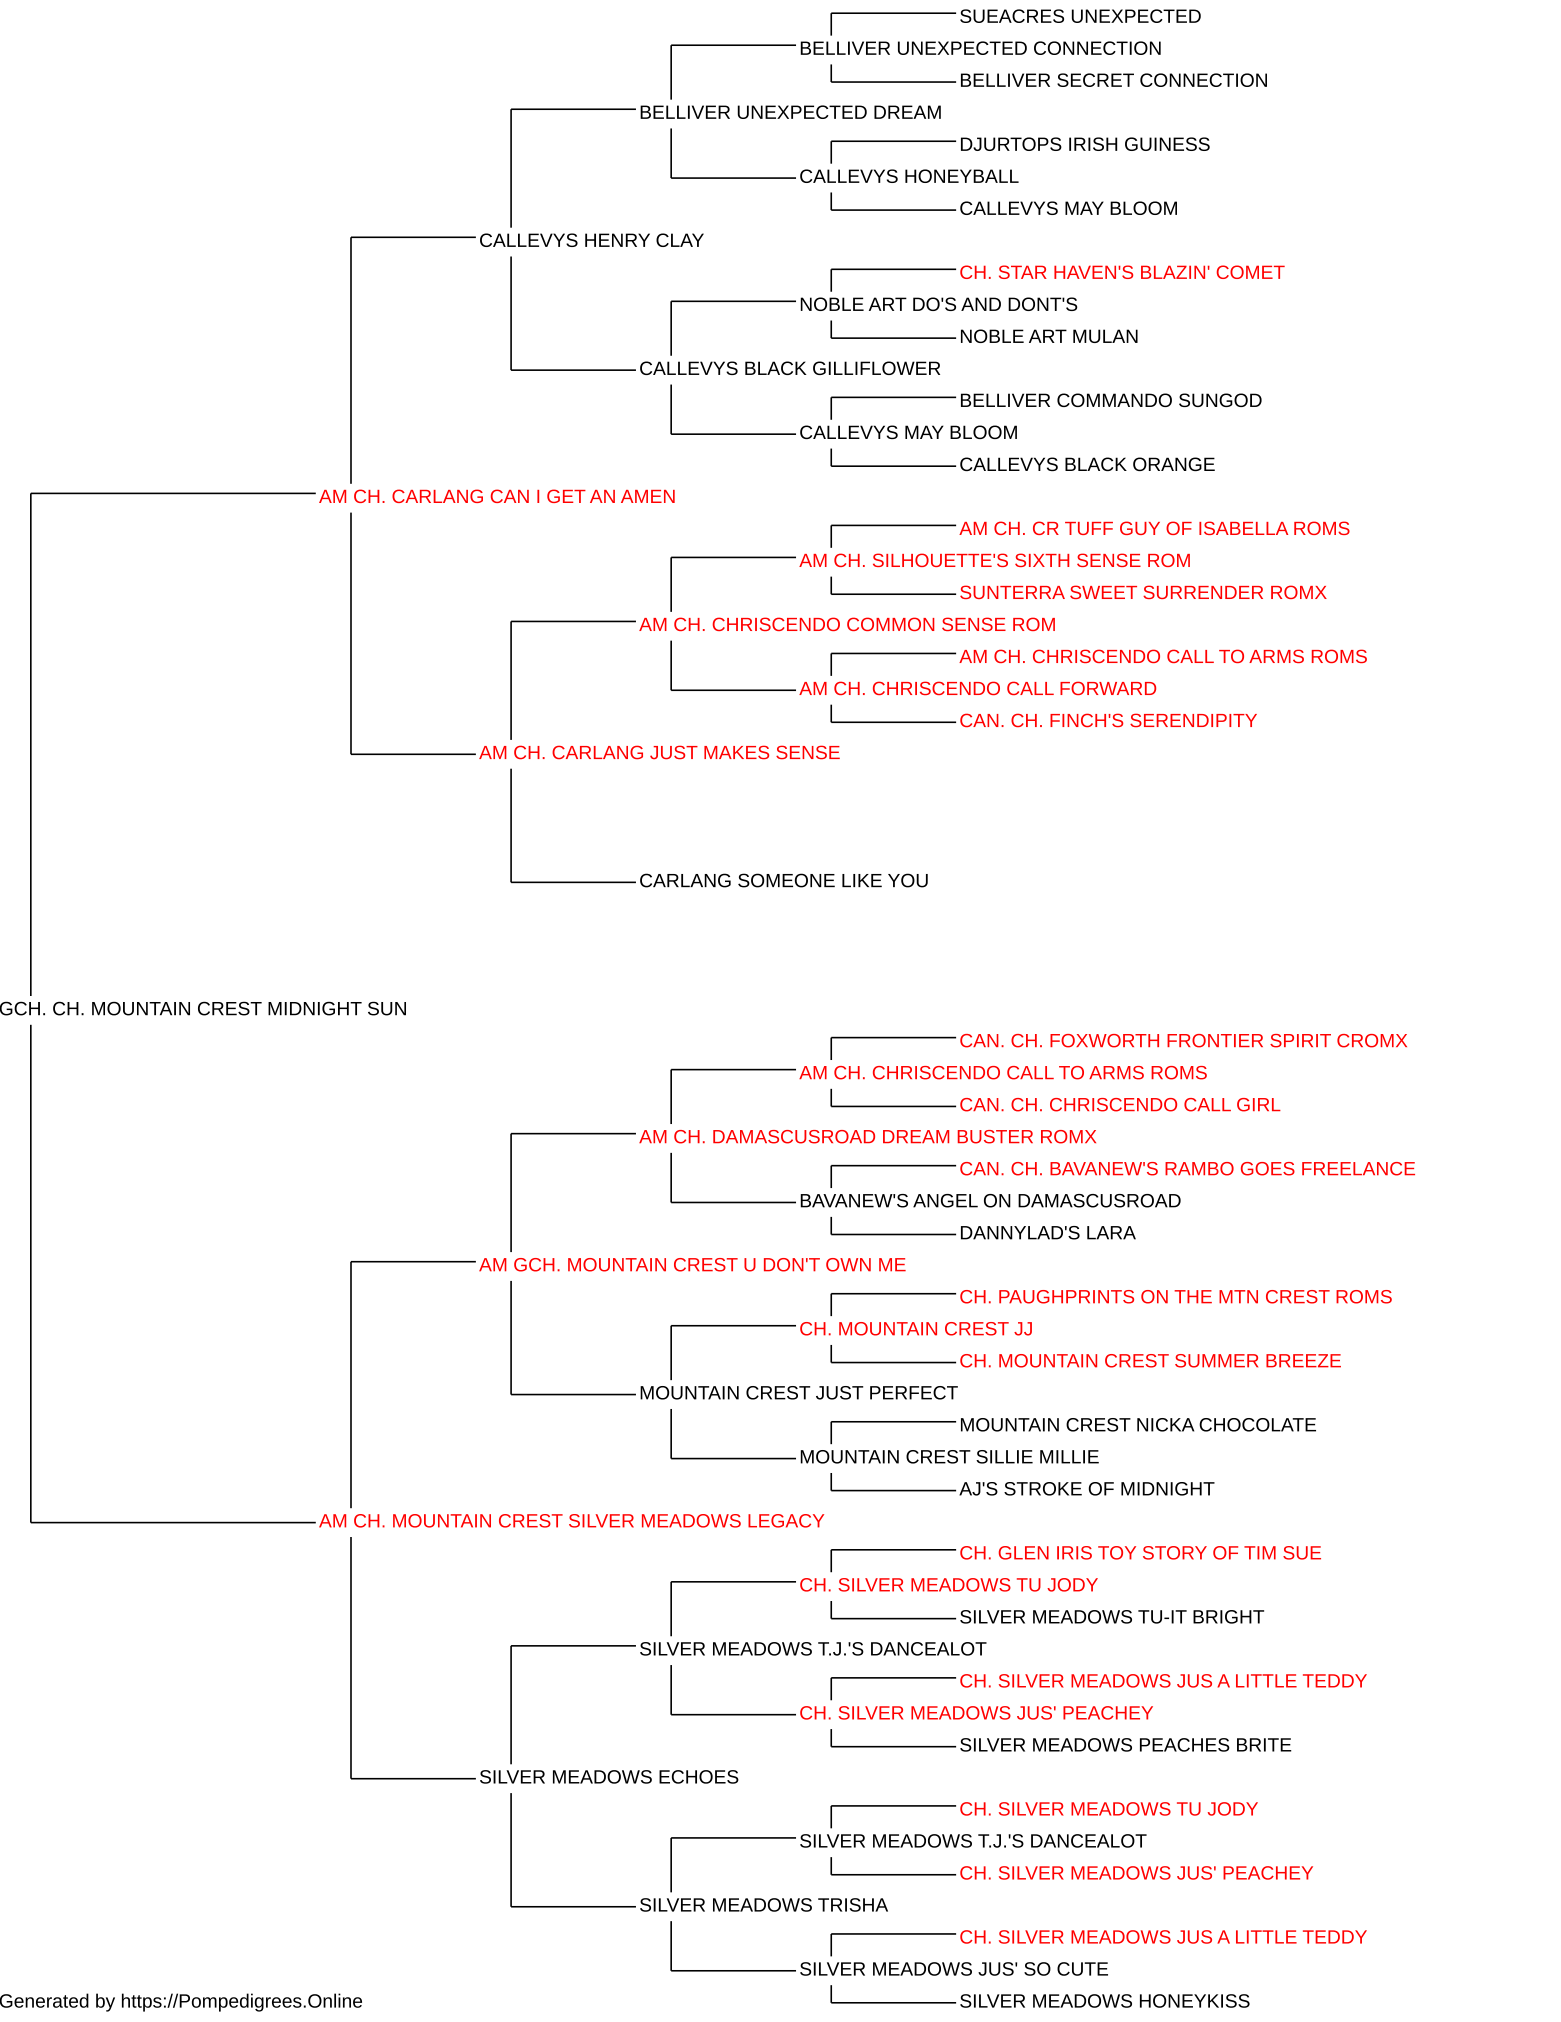 SUEACRES UNEXPECTED
BELLIVER UNEXPECTED CONNECTION
BELLIVER SECRET CONNECTION
BELLIVER UNEXPECTED DREAM
DJURTOPS IRISH GUINESS
CALLEVYS HONEYBALL
CALLEVYS MAY BLOOM
CALLEVYS HENRY CLAY
CH. STAR HAVEN'S BLAZIN' COMET
NOBLE ART DO'S AND DONT'S
NOBLE ART MULAN
CALLEVYS BLACK GILLIFLOWER
BELLIVER COMMANDO SUNGOD
CALLEVYS MAY BLOOM
CALLEVYS BLACK ORANGE
AM CH. CARLANG CAN I GET AN AMEN
AM CH. CR TUFF GUY OF ISABELLA ROMS
AM CH. SILHOUETTE'S SIXTH SENSE ROM
SUNTERRA SWEET SURRENDER ROMX
AM CH. CHRISCENDO COMMON SENSE ROM
AM CH. CHRISCENDO CALL TO ARMS ROMS
AM CH. CHRISCENDO CALL FORWARD
CAN. CH. FINCH'S SERENDIPITY
AM CH. CARLANG JUST MAKES SENSE
CARLANG SOMEONE LIKE YOU
GCH. CH. MOUNTAIN CREST MIDNIGHT SUN
CAN. CH. FOXWORTH FRONTIER SPIRIT CROMX
AM CH. CHRISCENDO CALL TO ARMS ROMS
CAN. CH. CHRISCENDO CALL GIRL
AM CH. DAMASCUSROAD DREAM BUSTER ROMX
CAN. CH. BAVANEW'S RAMBO GOES FREELANCE
BAVANEW'S ANGEL ON DAMASCUSROAD
DANNYLAD'S LARA
AM GCH. MOUNTAIN CREST U DON'T OWN ME
CH. PAUGHPRINTS ON THE MTN CREST ROMS
CH. MOUNTAIN CREST JJ
CH. MOUNTAIN CREST SUMMER BREEZE
MOUNTAIN CREST JUST PERFECT
MOUNTAIN CREST NICKA CHOCOLATE
MOUNTAIN CREST SILLIE MILLIE
AJ'S STROKE OF MIDNIGHT
AM CH. MOUNTAIN CREST SILVER MEADOWS LEGACY
CH. GLEN IRIS TOY STORY OF TIM SUE
CH. SILVER MEADOWS TU JODY
SILVER MEADOWS TU-IT BRIGHT
SILVER MEADOWS T.J.'S DANCEALOT
CH. SILVER MEADOWS JUS A LITTLE TEDDY
CH. SILVER MEADOWS JUS' PEACHEY
SILVER MEADOWS PEACHES BRITE
SILVER MEADOWS ECHOES
CH. SILVER MEADOWS TU JODY
SILVER MEADOWS T.J.'S DANCEALOT
CH. SILVER MEADOWS JUS' PEACHEY
SILVER MEADOWS TRISHA
CH. SILVER MEADOWS JUS A LITTLE TEDDY
SILVER MEADOWS JUS' SO CUTE
SILVER MEADOWS HONEYKISS
Generated by https://Pompedigrees.Online